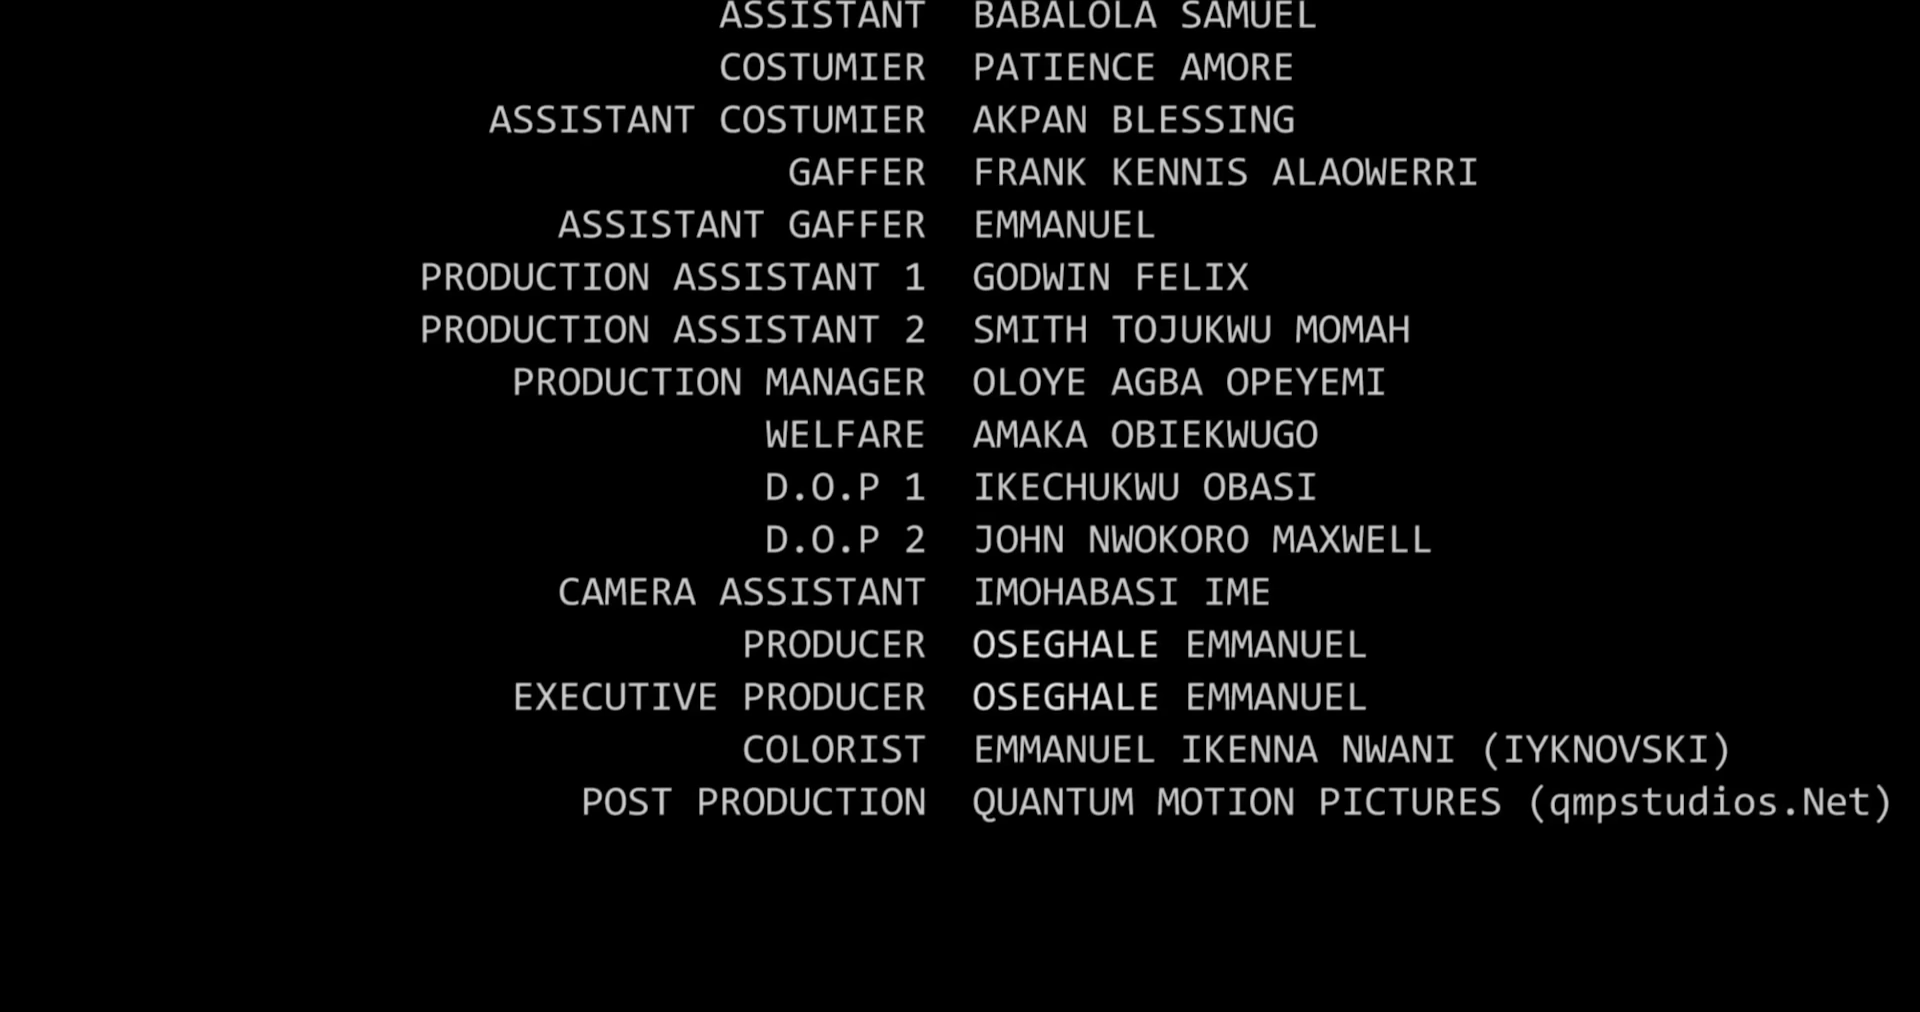 ASSISTANT BABALOLA SAMUEL
COSTUMIER PATIENCE AMORE
ASSISTANT COSTUMIER AKPAN BLESSING
GAFFER FRANK KENNIS ALAOWERRI
ASSISTANT GAFFER EMMANUEL
PRODUCTION ASSISTANT 1 GODWIN FELIX
PRODUCTION ASSISTANT 2 SMITH TOJUKWU MOMAH
PRODUCTION MANAGER OLOYE AGBA OPEYEMI
WELFARE AMAKA OBIEKWUGO
D.O.P 1 IKECHUKWU OBASI
D.O.P 2 JOHN NWOKORO MAXWELL
CAMERA ASSISTANT IMOHABASI IME
PRODUCER OSEGHALE EMMANUEL
EXECUTIVE PRODUCER OSEGHALE EMMANUEL
COLORIST EMMANUEL IKENNA NWANI (IYKNOVSKI)
POST PRODUCTION QUANTUM MOTION PICTURES (qmpstudios.Net)